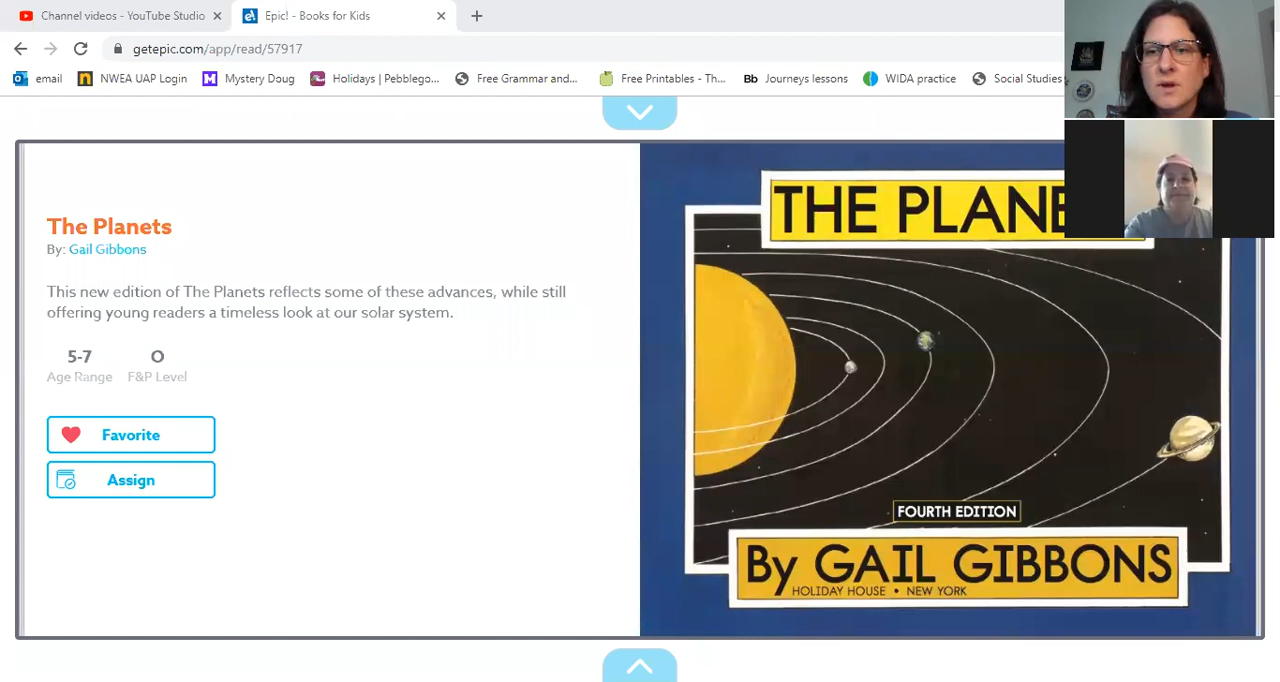 Channel videos - YouTube Studio
Epic! - Books for Kids
getepic.com/app/read/57917
email
NWEA UAP Login
Mystery Doug
Holidays | Pebblego...
Free Grammar and...
Free Printables - Th...
Bb Journeys lessons
WIDA practice
Social Studies
The Planets
By: Gail Gibbons
This new edition of The Planets reflects some of these advances, while still
offering young readers a timeless look at our solar system.
5-7 O
Age Range F&P Level
Favorite
Assign
THE PLANE
FOURTH EDITION
By GAIL GIBBONS
HOLIDAY HOUSE • NEW YORK